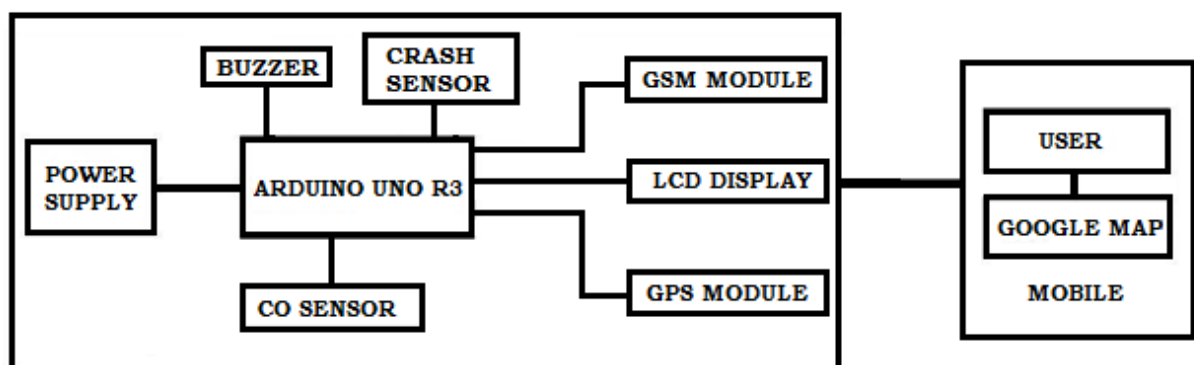 BUZZER
CRASH
SENSOR
GSM MODULE
POWER
SUPPLY
ARDUINO UNO R3
LCD DISPLAY
CO SENSOR
GPS MODULE
USER
GOOGLE MAP
MOBILE